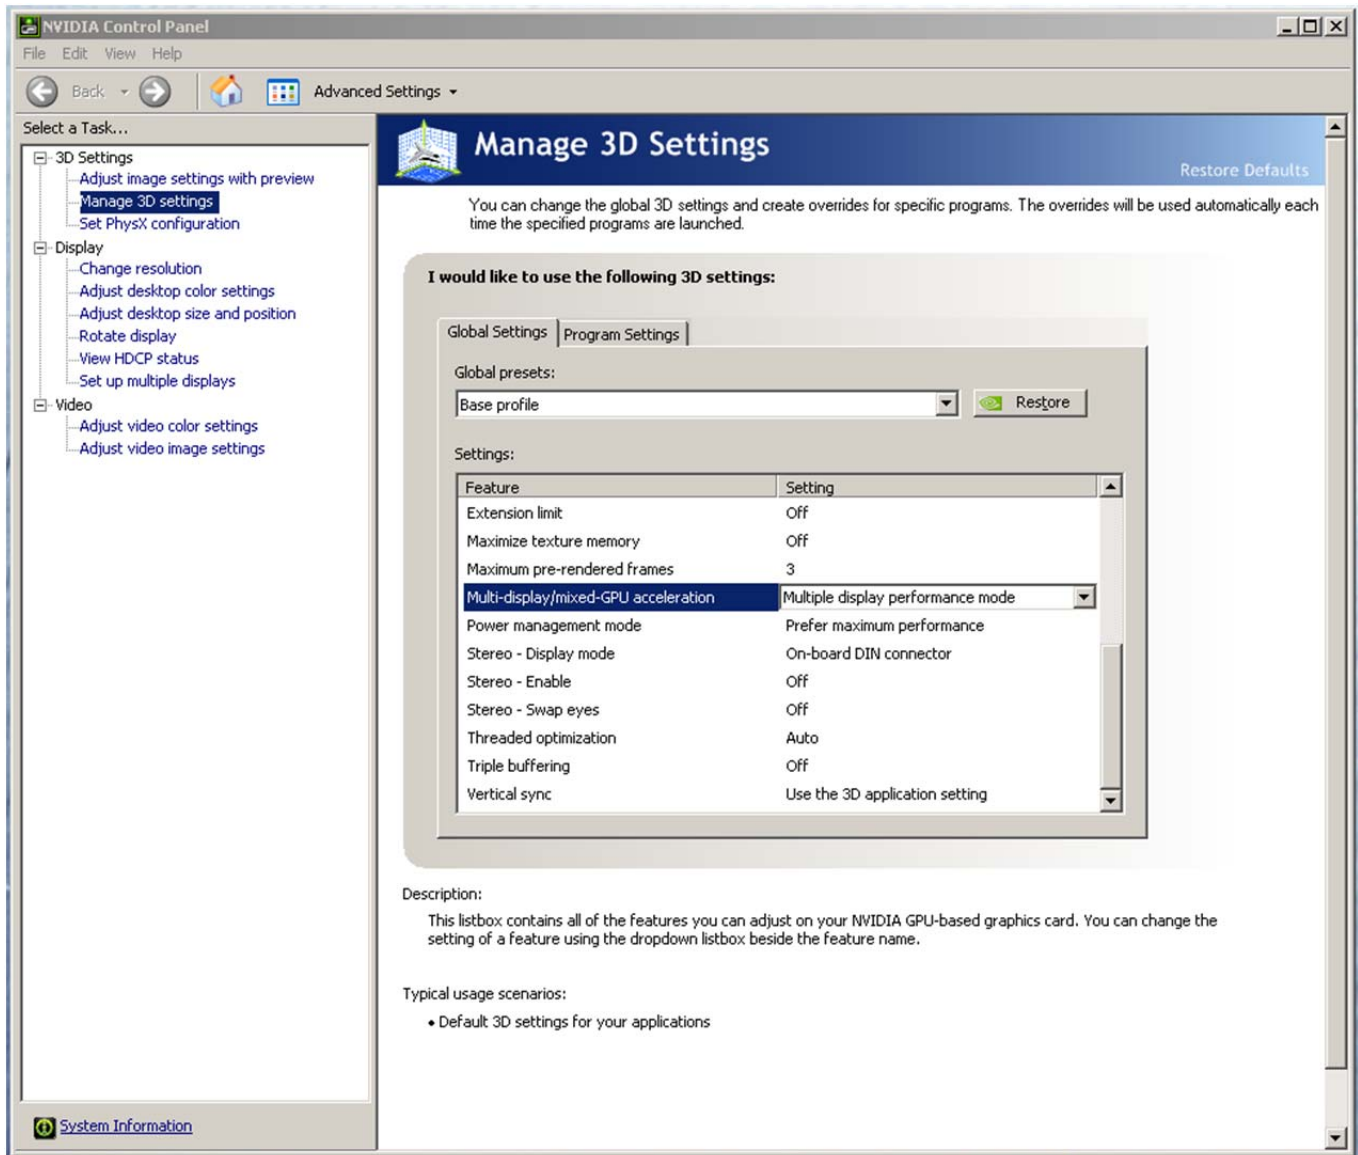 NVIDIA Control Panel
File Edit View Help
Back Advanced Settings
Select a Task...
3D Settings
Adjust image settings with preview
Manage 3D settings
Set PhysX configuration
Display
Change resolution
Adjust desktop color settings
Adjust desktop size and position
Rotate display
View HDCP status
Set up multiple displays
Video
Adjust video color settings
Adjust video image settings
System Information
Manage 3D Settings
Restore Defaults
You can change the global 3D settings and create overrides for specific programs. The overrides will be used automatically each
time the specified programs are launched.
I would like to use the following 3D settings:
Global Settings Program Settings
Global presets:
Base profile Restore
Settings:
Feature Setting
Extension limit Off
Maximize texture memory Off
Maximum pre-rendered frames 3
Multi-display/mixed-GPU acceleration Multiple display performance mode
Power management mode Prefer maximum performance
Stereo - Display mode On-board DIN connector
Stereo - Enable Off
Stereo - Swap eyes Off
Threaded optimization Auto
Triple buffering Off
Vertical sync Use the 3D application setting
Description:
This listbox contains all of the features you can adjust on your NVIDIA GPU-based graphics card. You can change the
setting of a feature using the dropdown listbox beside the feature name.
Typical usage scenarios:
• Default 3D settings for your applications